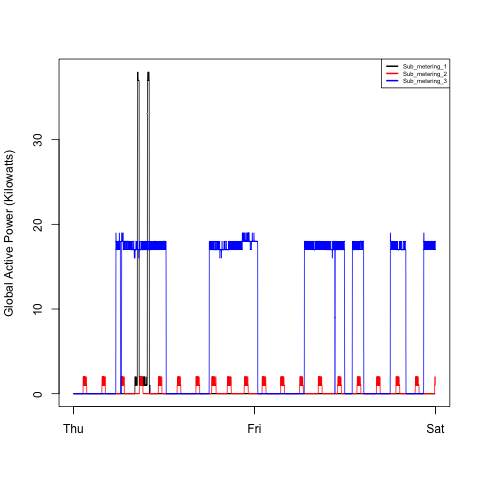 Sub_metering_1
Sub_metering_2
Sub_metering_3
Global Active Power (Kilowatts)
30
20
10
0
Thu Fri Sat